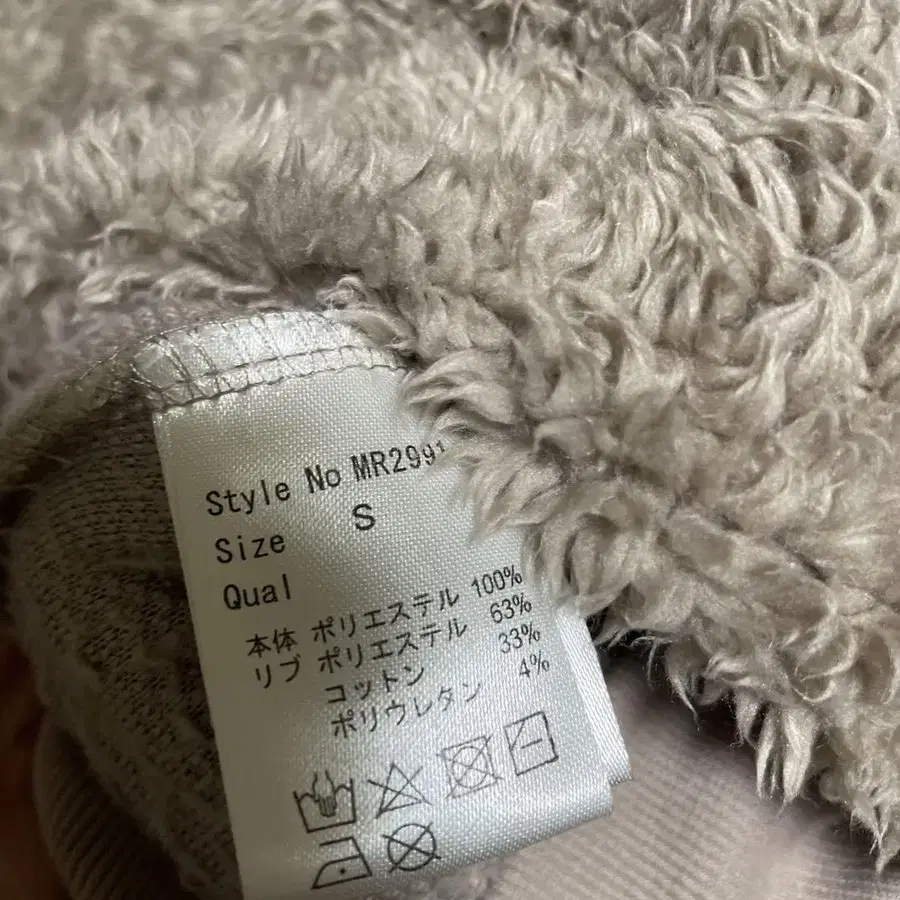 Style No MR299
Size S
Qual
本体 ポリエステル 100%
リブ ポリエステル 63%
コットン 33%
ポリウレタン 4%